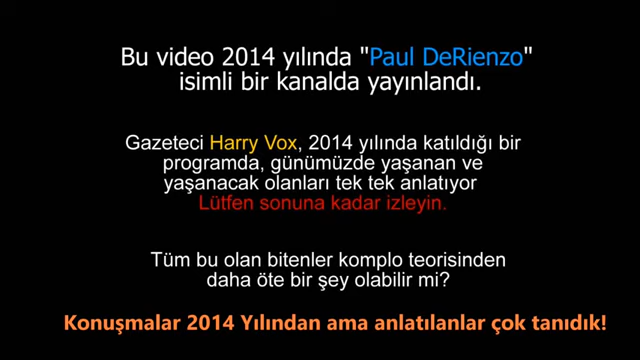 Bu video 2014 yılında "Paul DeRienzo"
isimli bir kanalda yayınlandı.
Gazeteci Harry Vox, 2014 yılında katıldığı bir
programda, günümüzde yaşanan ve
yaşanacak olanları tek tek anlatıyor
Lütfen sonuna kadar izleyin.
Tüm bu olan bitenler komplo teorisinden
daha öte bir şey olabilir mi?
Konuşmalar 2014 Yılından ama anlatılanlar çok tanıdık!